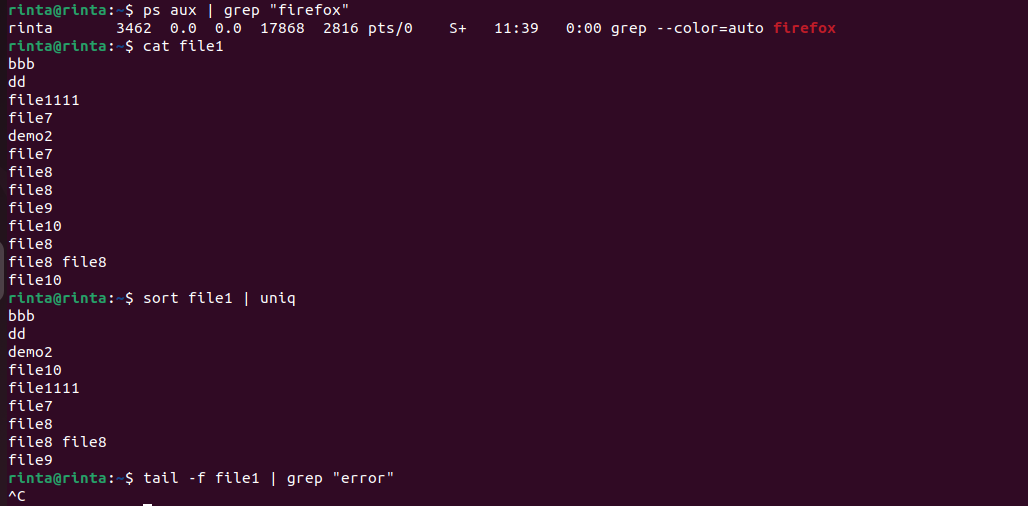 rinta@rinta:~$ ps aux | grep "firefox"
rinta       3462  0.0  0.0  17868  2816 pts/0    S+   11:39   0:00 grep --color=auto firefox
rinta@rinta:~$ cat file1
bbb
dd
file1111
file7
demo2
file7
file8
file8
file9
file10
file8
file8 file8
file10
rinta@rinta:~$ sort file1 | uniq
bbb
dd
demo2
file10
file1111
file7
file8
file8 file8
file9
rinta@rinta:~$ tail -f file1 | grep "error"
^C